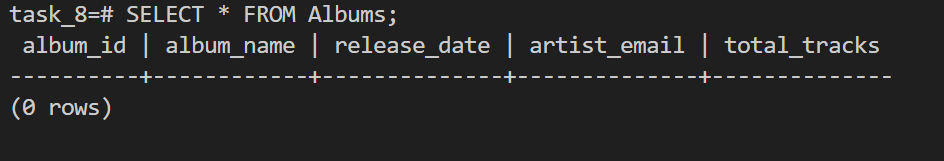 task_8=# SELECT * FROM Albums;
 album_id | album_name | release_date | artist_email | total_tracks
----------+------------+--------------+--------------+--------------
(0 rows)